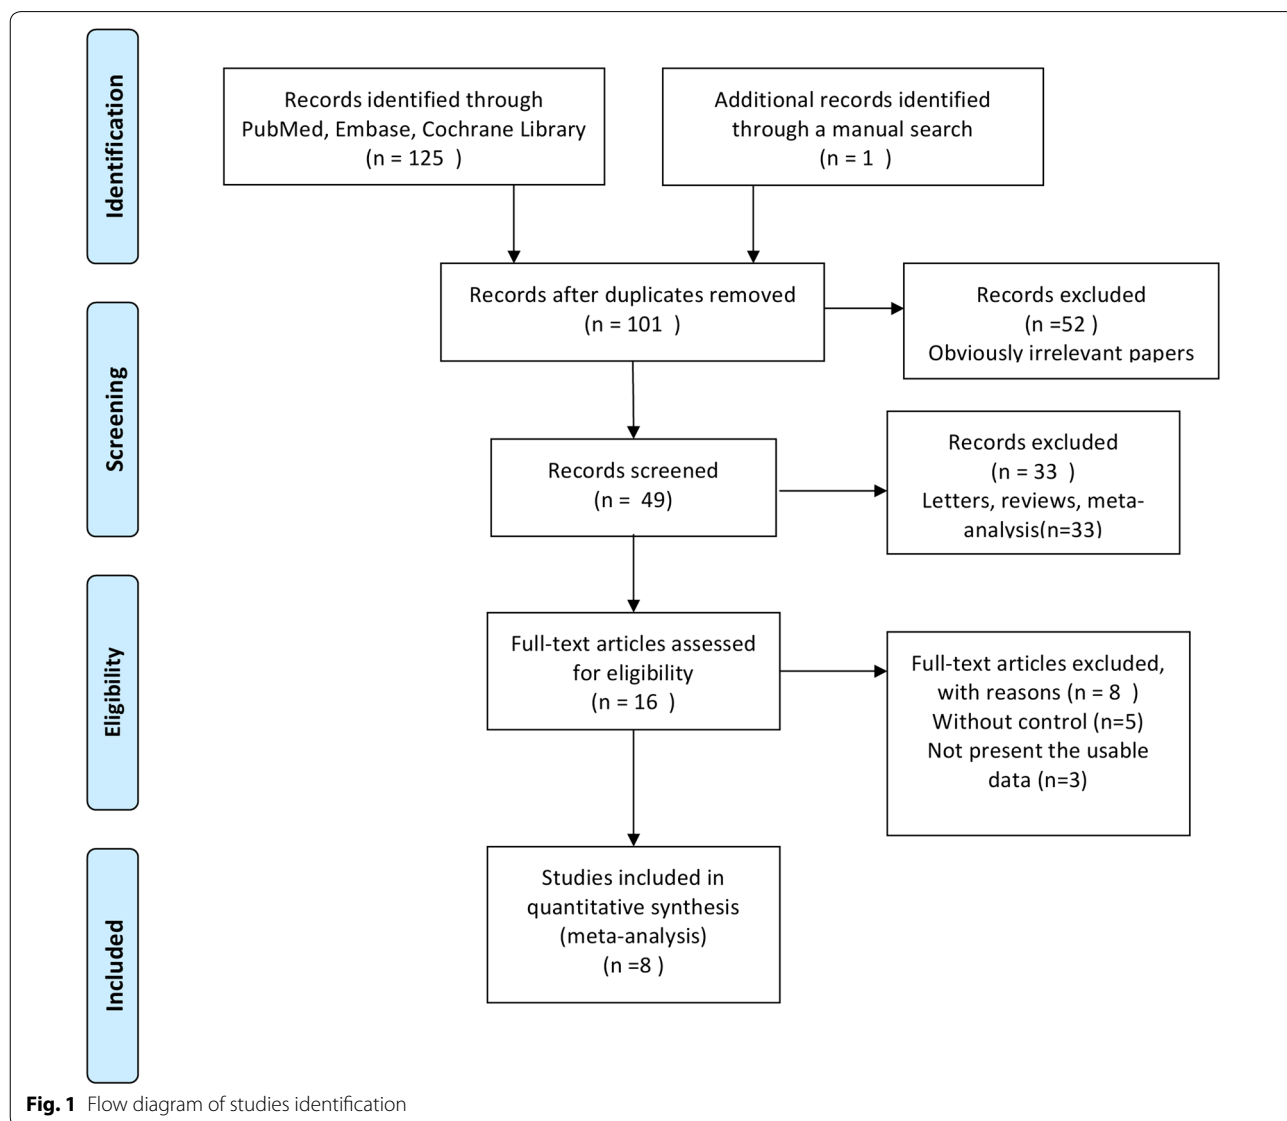 Identification
Records identified through
PubMed, Embase, Cochrane Library
(n = 125 )
Additional records identified
through a manual search
(n = 1 )
Records after duplicates removed
(n = 101 )
Records excluded
(n =52 )
Obviously irrelevant papers
Screening
Records screened
(n = 49)
Records excluded
(n = 33 )
Letters, reviews, meta-
analysis(n=33)
Eligibility
Full-text articles assessed
for eligibility
(n = 16 )
Full-text articles excluded,
with reasons (n = 8 )
Without control (n=5)
Not present the usable
data (n=3)
Included
Studies included in
quantitative synthesis
(meta-analysis)
(n =8 )
Fig. 1 Flow diagram of studies identification